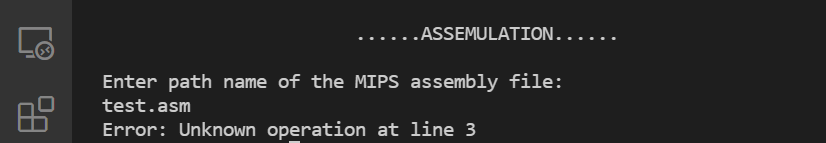 ......ASSEMULATION......
Enter path name of the MIPS assembly file:
test.asm
Error: Unknown operation at line 3